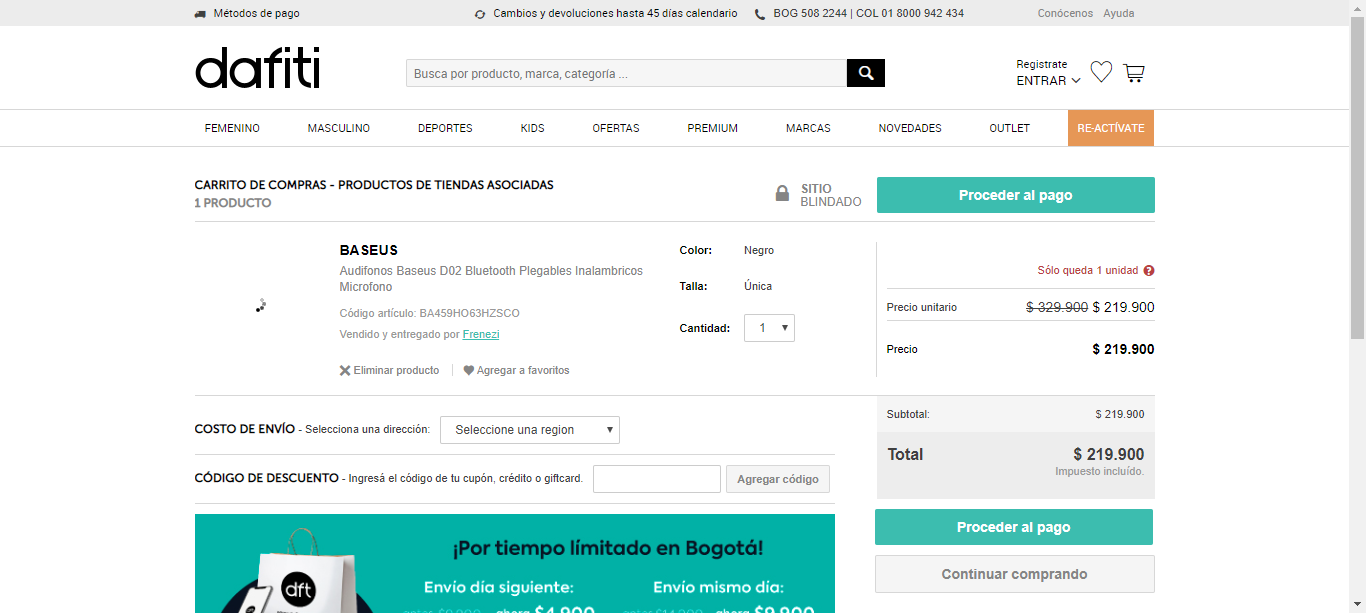 Métodos de pago
Cambios y devoluciones hasta 45 días calendario
BOG 508 2244 | COL 01 8000 942 434
Conócenos Ayuda
dafiti
Busca por producto, marca, categoría ...
Registrate
ENTRAR
FEMENINO MASCULINO DEPORTES KIDS OFERTAS PREMIUM MARCAS NOVEDADES OUTLET RE-ACTÍVATE
CARRITO DE COMPRAS - PRODUCTOS DE TIENDAS ASOCIADAS
1 PRODUCTO
SITIO
BLINDADO
Proceder al pago
BASEUS
Audifonos Baseus D02 Bluetooth Plegables Inalambricos
Microfono
Código artículo: BA459HO63HZSCO
Vendido y entregado por Frenezi
Eliminar producto
Agregar a favoritos
Color: Negro
Talla: Única
Cantidad: 1
Sólo queda 1 unidad ?
Precio unitario $ 329.900 $ 219.900
Precio $ 219.900
COSTO DE ENVÍO - Selecciona una dirección: Seleccione una region
CÓDIGO DE DESCUENTO - Ingresá el código de tu cupón, crédito o giftcard. Agregar código
Subtotal: $ 219.900
Total $ 219.900
Impuesto incluído.
Proceder al pago
Continuar comprando
¡Por tiempo límitado en Bogotá!
Envío día siguiente: Envío mismo día:
dft
ahora $4.900
ahora $9.900